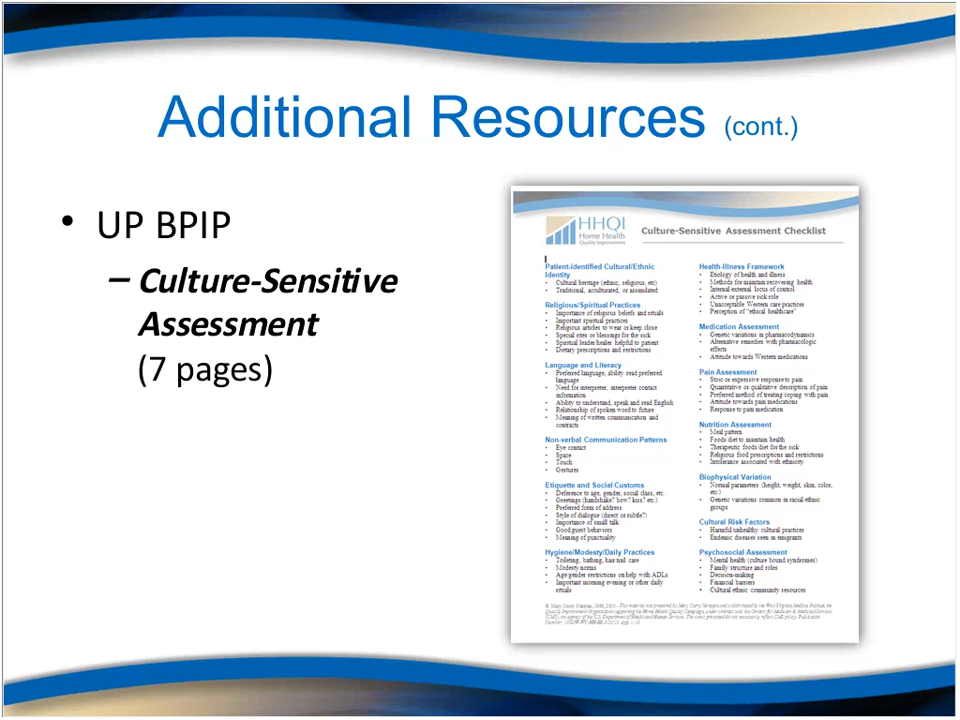 Additional Resources (cont.)
• UP BPIP
– Culture-Sensitive
Assessment
(7 pages)
HHQI
Home Health
Quality Improvement
Culture-Sensitive Assessment Checklist
Patient-identified Cultural/Ethnic
Identity
• Cultural heritage (ethnic, religious, etc)
• Traditional, acculturated, or assimilated
Religious/Spiritual Practices
• Importance of religious beliefs and rituals
• Important spiritual practices
• Religious articles to wear or keep close
• Special rites or blessings for the sick
• Spiritual leader/healer helpful to patient
• Dietary prescriptions and restrictions
Language and Literacy
• Preferred language, ability read preferred
language
• Need for interpreter, interpreter contact
information
• Ability to understand, speak and read English
• Relationship of spoken word to future
• Meaning of written communication and
contracts
Non-verbal Communication Patterns
• Eye contact
• Space
• Touch
• Gestures
Etiquette and Social Customs
• Deference to age, gender, social class, etc.
• Greetings (handshake? bow? kiss? etc.)
• Preferred form of address
• Style of dialogue (direct or subtle?)
• Importance of small talk
• Good guest behaviors
• Meaning of punctuality
Hygiene/Modesty/Daily Practices
• Toileting, bathing, hair/nail care
• Modesty norms
• Age/gender restrictions on help with ADLs
• Important morning/evening or other daily
rituals
Health-Illness Framework
• Etiology of health and illness
• Methods for maintain/recovering health
• Internal/external locus of control
• Active or passive sick role
• Unacceptable Western care practices
• Perception of "ethical healthcare"
Medication Assessment
• Genetic variations in pharmacodynamics
• Alternative remedies with pharmacologic
effects
• Attitude towards Western medications
Pain Assessment
• Stoic or expressive response to pain
• Quantitative or qualitative description of pain
• Preferred method of treating/coping with pain
• Attitude towards pain medications
• Response to pain medication
Nutrition Assessment
• Meal pattern
• Foods/diet to maintain health
• Therapeutic foods/diet for the sick
• Religious food prescriptions and restrictions
• Intolerance associated with ethnicity
Biophysical Variation
• Normal parameters (height, weight, skin, color,
etc.)
• Genetic variations common in racial/ethnic
groups
Cultural Risk Factors
• Harmful/unhealthy cultural practices
• Endemic diseases seen in emigrants
Psychosocial Assessment
• Mental health (culture bound syndromes)
• Family structure and roles
• Decision-making
• Financial barriers
• Cultural/ethnic community resources